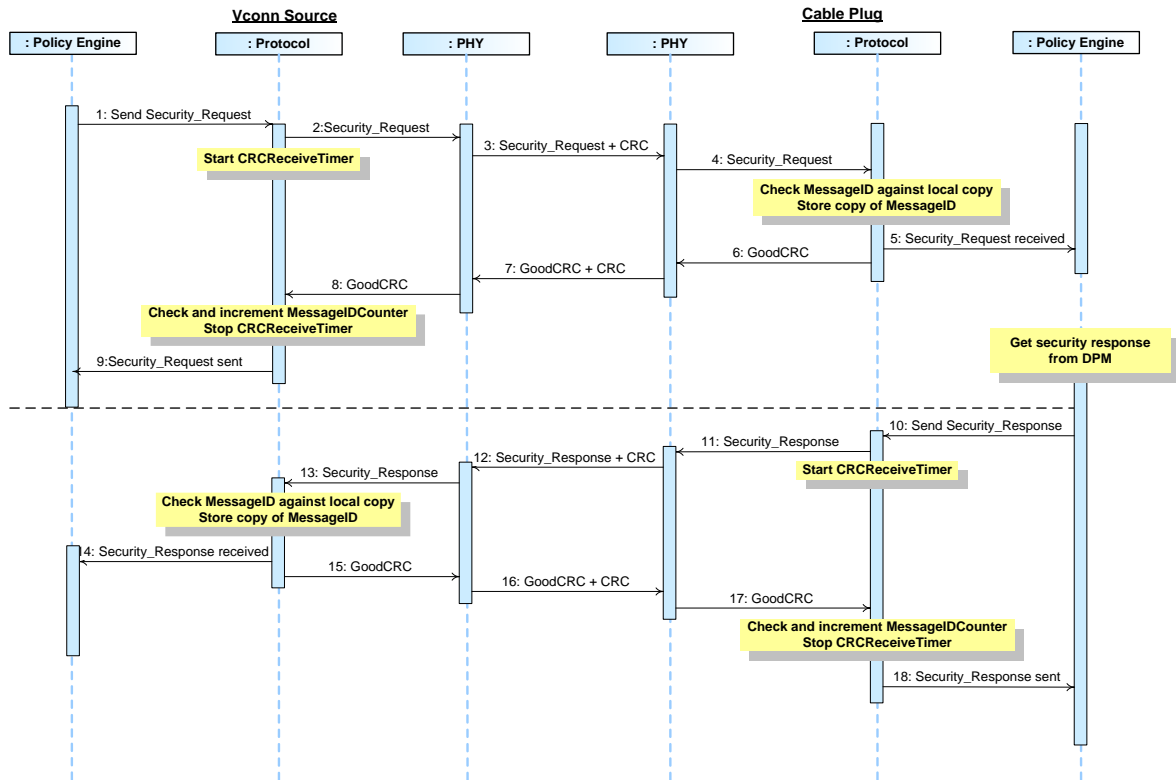 Vconn Source
Cable Plug
: Policy Engine
: Protocol
: PHY
: PHY
: Protocol
: Policy Engine
1: Send Security_Request
2:Security_Request
Start CRCReceiveTimer
3: Security_Request + CRC
4: Security_Request
Check MessageID against local copy
Store copy of MessageID
5: Security_Request received
6: GoodCRC
7: GoodCRC + CRC
8: GoodCRC
Check and increment MessageIDCounter
Stop CRCReceiveTimer
Get security response
from DPM
9:Security_Request sent
10: Send Security_Response
11: Security_Response
Start CRCReceiveTimer
12: Security_Response + CRC
13: Security_Response
Check MessageID against local copy
Store copy of MessageID
14: Security_Response received
15: GoodCRC
16: GoodCRC + CRC
17: GoodCRC
Check and increment MessageIDCounter
Stop CRCReceiveTimer
18: Security_Response sent